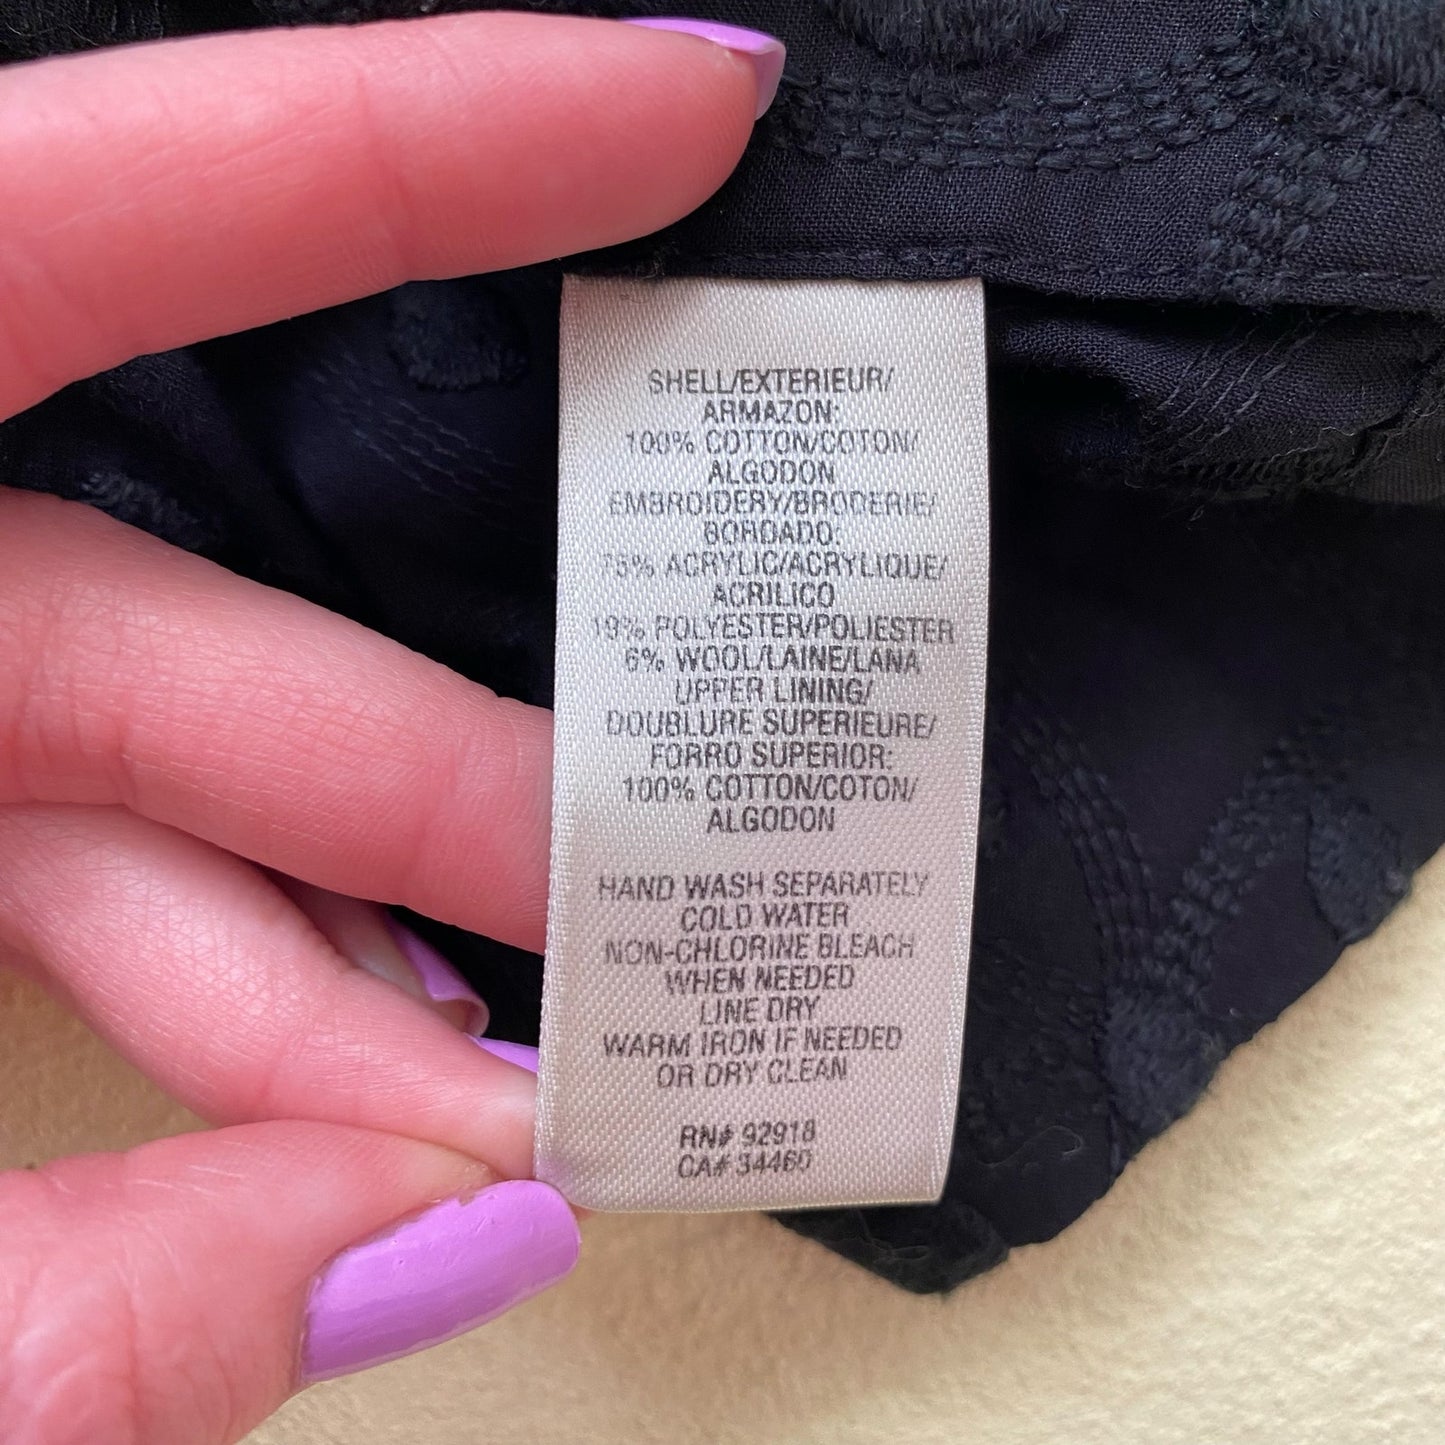 SHELL/EXTERIEUR/
ARMAZON:
100% COTTON/COTON/
ALGODON
EMBROIDERY/BRODERIE/
BORDADO:
75% ACRYLIC/ACRYLIQUE/
ACRILICO
19% POLYESTER/POLIESTER
6% WOOL/LAINE/LANA
UPPER LINING/
DOUBLURE SUPERIEURE/
FORRO SUPERIOR:
100% COTTON/COTON/
ALGODON
HAND WASH SEPARATELY
COLD WATER
NON-CHLORINE BLEACH
WHEN NEEDED
LINE DRY
WARM IRON IF NEEDED
OR DRY CLEAN
RN# 92918
CA# 34460